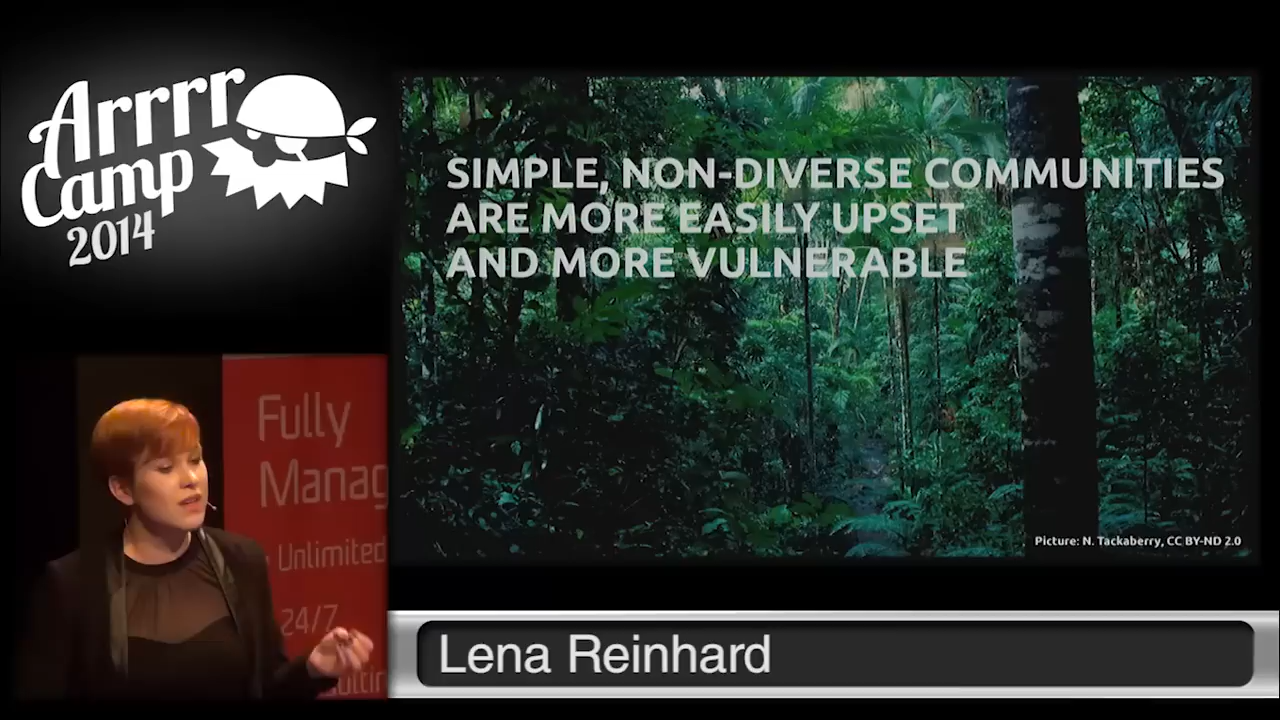 Arrrr
Camp
2014
SIMPLE, NON-DIVERSE COMMUNITIES
ARE MORE EASILY UPSET
AND MORE VULNERABLE
Picture: N. Tackaberry, CC BY-ND 2.0
Fully
Manag
Unlimited
24/7
Lena Reinhard